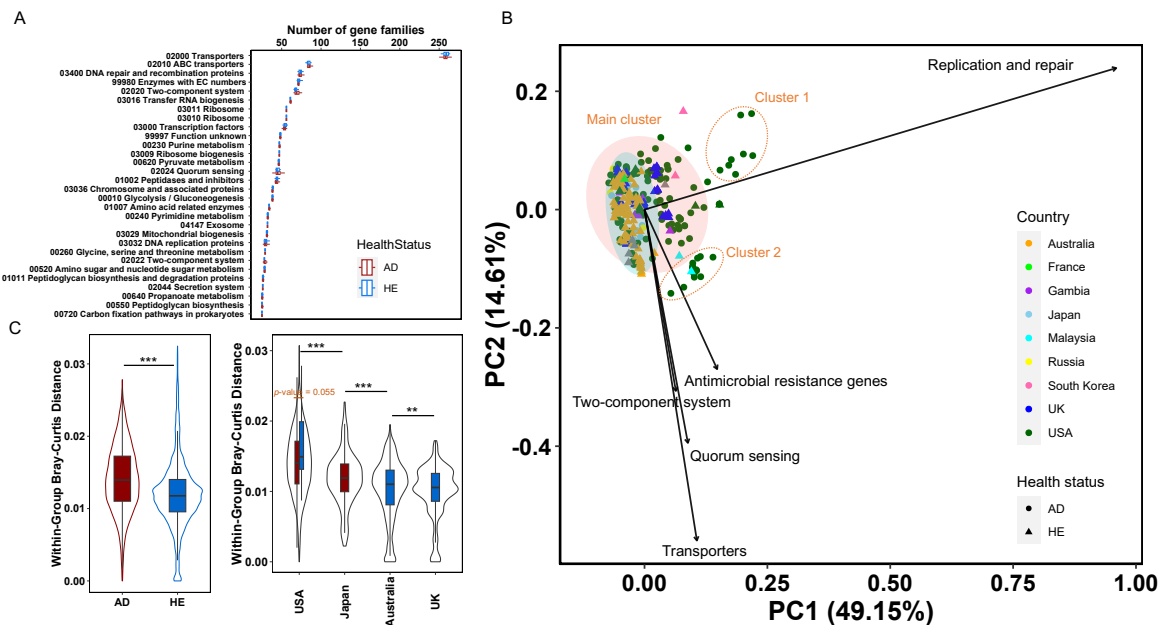 A
Number of gene families
50
100
150
200
250
02000 Transporters
02010 ABC transporters
03400 DNA repair and recombination proteins
99980 Enzymes with EC numbers
02020 Two-component system
03016 Transfer RNA biogenesis
03011 Ribosome
03010 Ribosome
03000 Transcription factors
99997 Function unknown
00230 Purine metabolism
03009 Ribosome biogenesis
00620 Pyruvate metabolism
02024 Quorum sensing
01002 Peptidases and inhibitors
03036 Chromosome and associated proteins
00010 Glycolysis / Gluconeogenesis
01007 Amino acid related enzymes
00240 Pyrimidine metabolism
04147 Exosome
03029 Mitochondrial biogenesis
03032 DNA replication proteins
00260 Glycine, serine and threonine metabolism
02022 Two-component system
00520 Amino sugar and nucleotide sugar metabolism
01011 Peptidoglycan biosynthesis and degradation proteins
02044 Secretion system
00640 Propanoate metabolism
00550 Peptidoglycan biosynthesis
00720 Carbon fixation pathways in prokaryotes
HealthStatus
AD
HE
B
PC2 (14.61%)
0.2
0.0
-0.2
-0.4
Replication and repair
Cluster 1
Main cluster
Cluster 2
Antimicrobial resistance genes
Two-component system
Quorum sensing
Transporters
Country
Australia
France
Gambia
Japan
Malaysia
Russia
South Korea
UK
USA
Health status
AD
HE
0.00
0.25
0.50
0.75
1.00
PC1 (49.15%)
C
Within-Group Bray-Curtis Distance
0.03
0.02
0.01
0.00
***
AD
HE
Within-Group Bray-Curtis Distance
0.03
0.02
0.01
0.00
***
***
**
p-value = 0.055
USA
Japan
Australia
UK